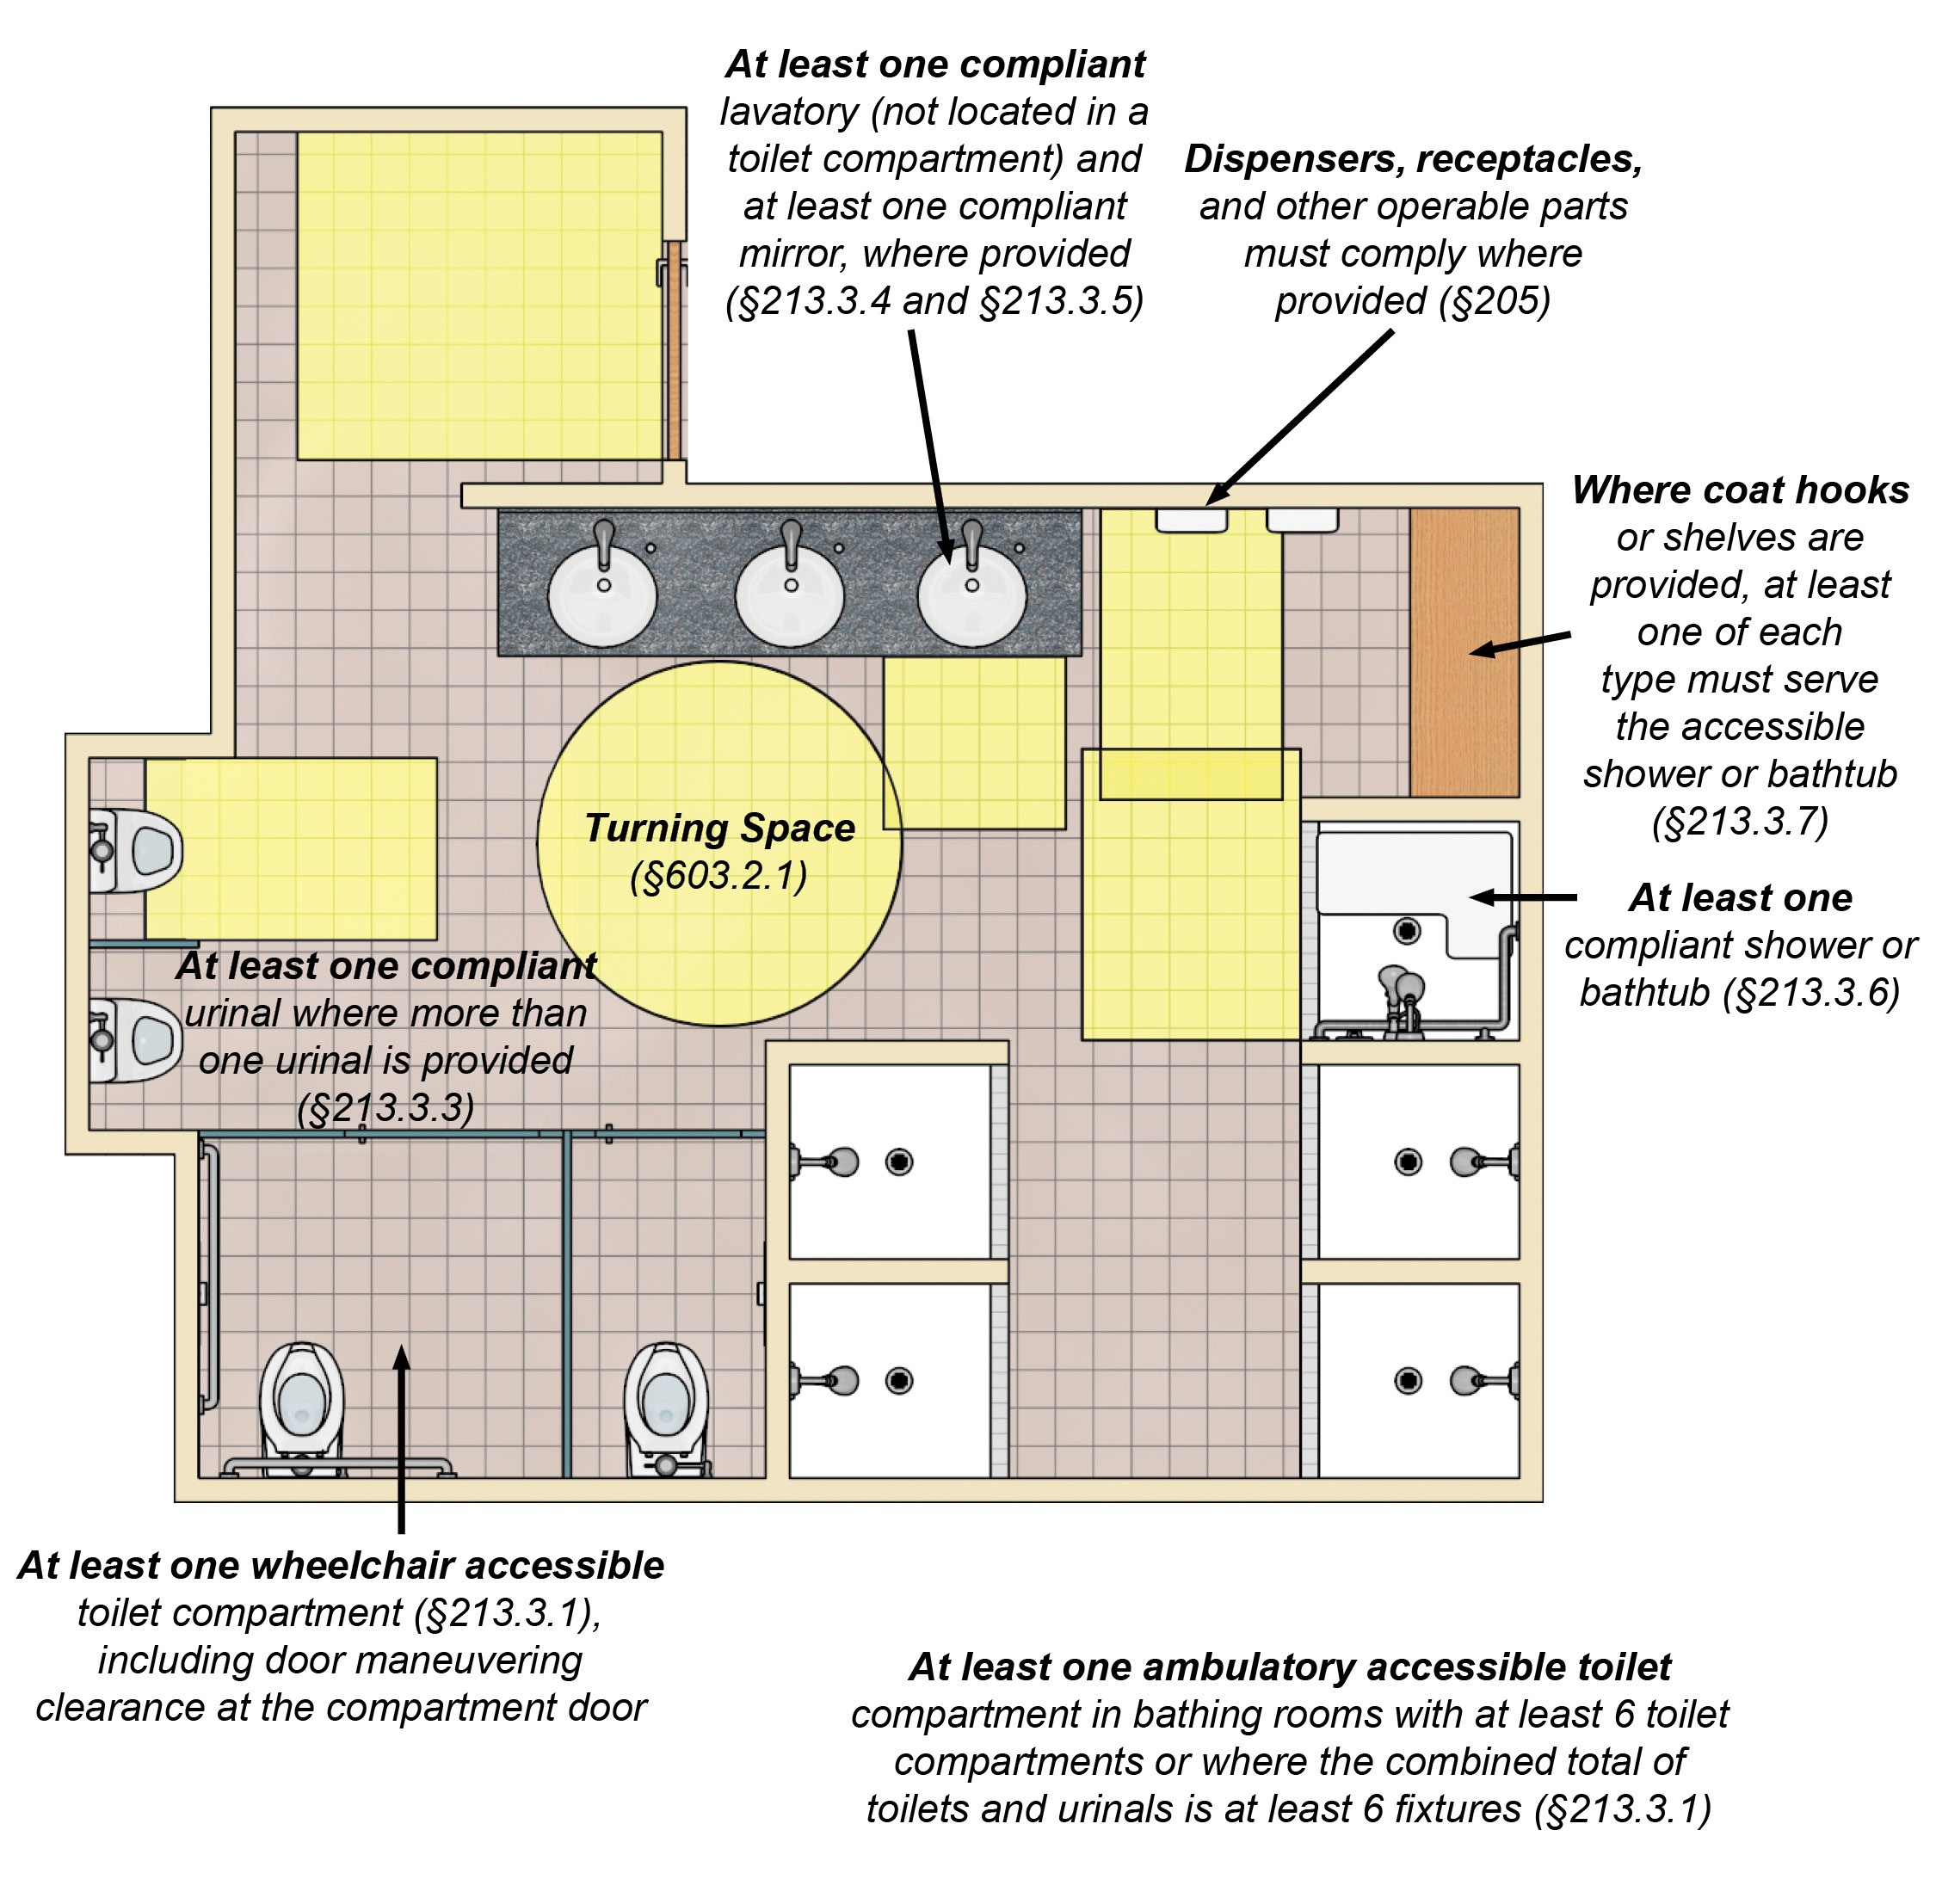 At least one compliant
lavatory (not located in a
toilet compartment) and
at least one compliant
mirror, where provided
(§213.3.4 and §213.3.5)
Dispensers, receptacles,
and other operable parts
must comply where
provided (§205)
Where coat hooks
or shelves are
provided, at least
one of each
type must serve
the accessible
shower or bathtub
(§213.3.7)
Turning Space
(§603.2.1)
At least one
compliant shower or
bathtub (§213.3.6)
At least one compliant
urinal where more than
one urinal is provided
(§213.3.3)
At least one wheelchair accessible
toilet compartment (§213.3.1),
including door maneuvering
clearance at the compartment door
At least one ambulatory accessible toilet
compartment in bathing rooms with at least 6 toilet
compartments or where the combined total of
toilets and urinals is at least 6 fixtures (§213.3.1)